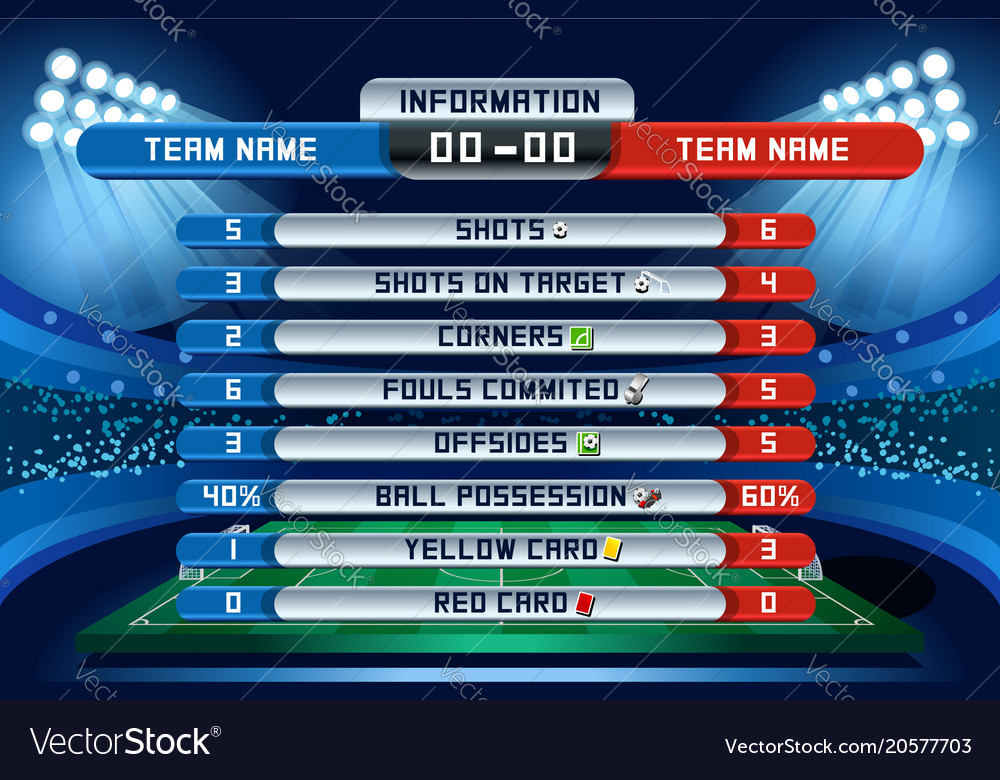 INFORMATION
TEAM NAME 00-00 TEAM NAME
5 SHOTS 6
3 SHOTS ON TARGET 4
2 CORNERS 3
6 FOULS COMMITED 5
3 OFFSIDES 5
40% BALL POSSESSION 60%
1 YELLOW CARD 3
0 RED CARD 0
VectorStock® VectorStock.com/20577703